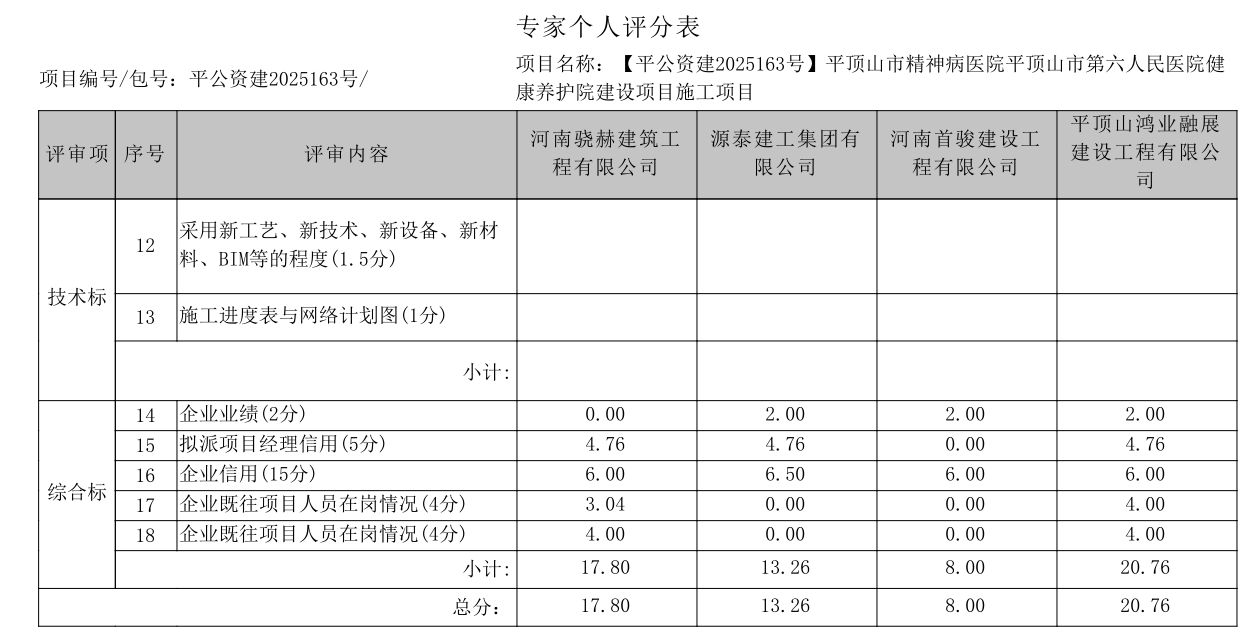 专家个人评分表
项目编号/包号：平公资建2025163号/
项目名称：【平公资建2025163号】平顶山市精神病医院平顶山市第六人民医院健
康养护院建设项目施工项目
评审项 序号 评审内容 河南骁赫建筑工程有限公司 源泰建工集团有限公司 河南首骏建设工程有限公司 平顶山鸿业融展建设工程有限公司
技术标
12 采用新工艺、新技术、新设备、新材
料、BIM等的程度(1.5分)
13 施工进度表与网络计划图(1分)
小计:
综合标
14 企业业绩(2分) 0.00 2.00 2.00 2.00
15 拟派项目经理信用(5分) 4.76 4.76 0.00 4.76
16 企业信用(15分) 6.00 6.50 6.00 6.00
17 企业既往项目人员在岗情况(4分) 3.04 0.00 0.00 4.00
18 企业既往项目人员在岗情况(4分) 4.00 0.00 0.00 4.00
小计: 17.80 13.26 8.00 20.76
总分: 17.80 13.26 8.00 20.76